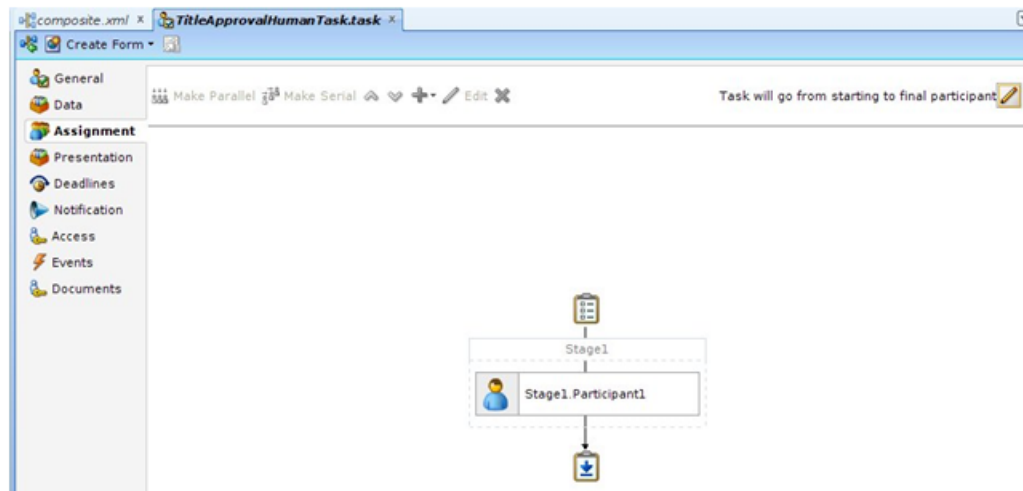 composite.xml x TitleApprovalHumanTask.task x
Create Form
General
Data
Assignment
Presentation
Deadlines
Notification
Access
Events
Documents
Make Parallel Make Serial Edit Task will go from starting to final participant
Stage1
Stage1.Participant1